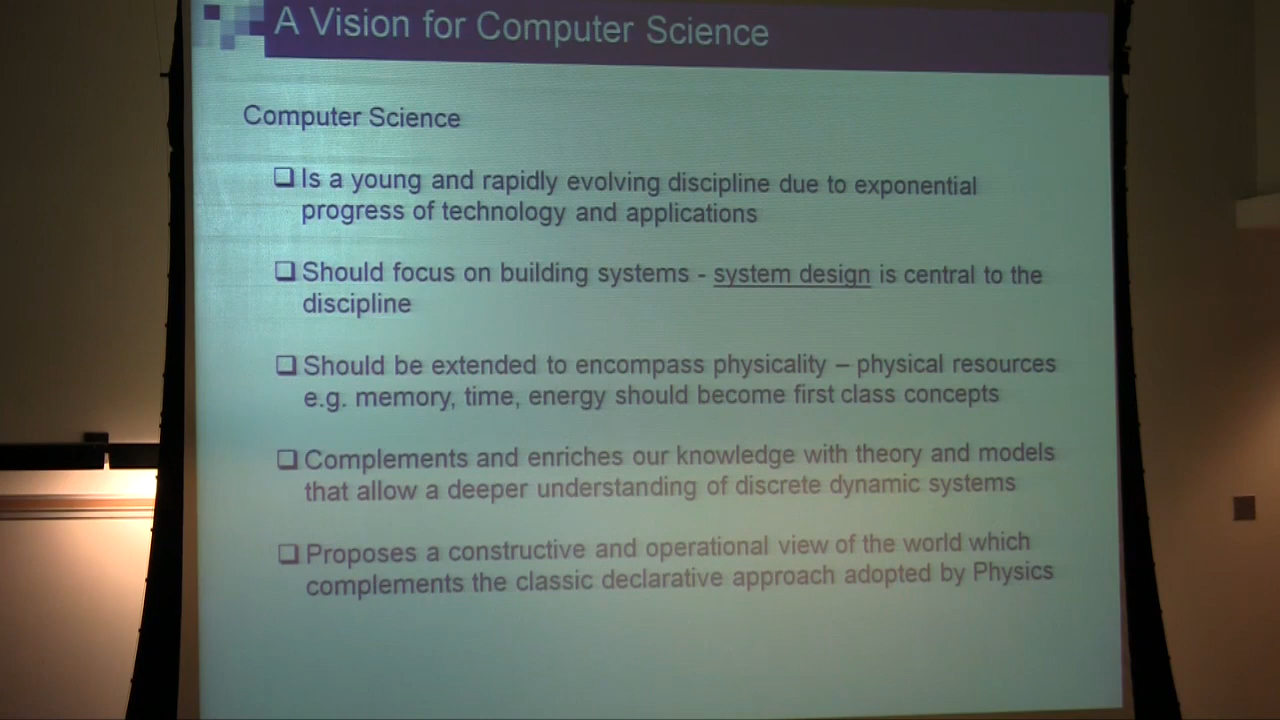 A Vision for Computer Science
Computer Science
❑ Is a young and rapidly evolving discipline due to exponential
progress of technology and applications
❑ Should focus on building systems - system design is central to the
discipline
❑ Should be extended to encompass physicality – physical resources
e.g. memory, time, energy should become first class concepts
❑ Complements and enriches our knowledge with theory and models
that allow a deeper understanding of discrete dynamic systems
❑ Proposes a constructive and operational view of the world which
complements the classic declarative approach adopted by Physics